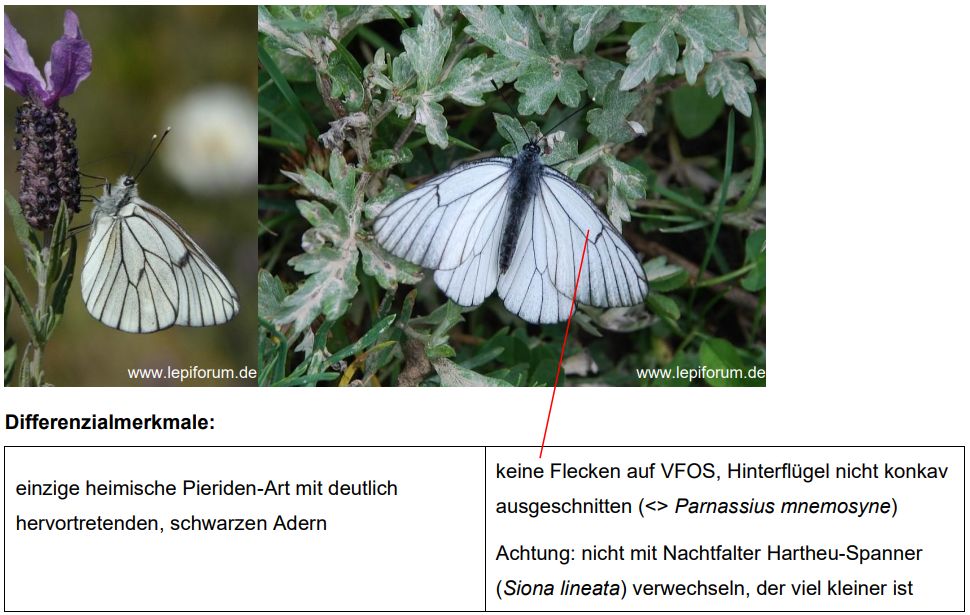 www.lepiforum.de
www.lepiforum.de
Differenzialmerkmale:
einzige heimische Pieriden-Art mit deutlich
hervortretenden, schwarzen Adern
keine Flecken auf VFOS, Hinterflügel nicht konkav
ausgeschnitten (<> Parnassius mnemosyne)
Achtung: nicht mit Nachtfalter Hartheu-Spanner
(Siona lineata) verwechseln, der viel kleiner ist